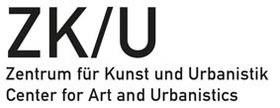 ZK/U
Zentrum für Kunst und Urbanistik
Center for Art and Urbanistics